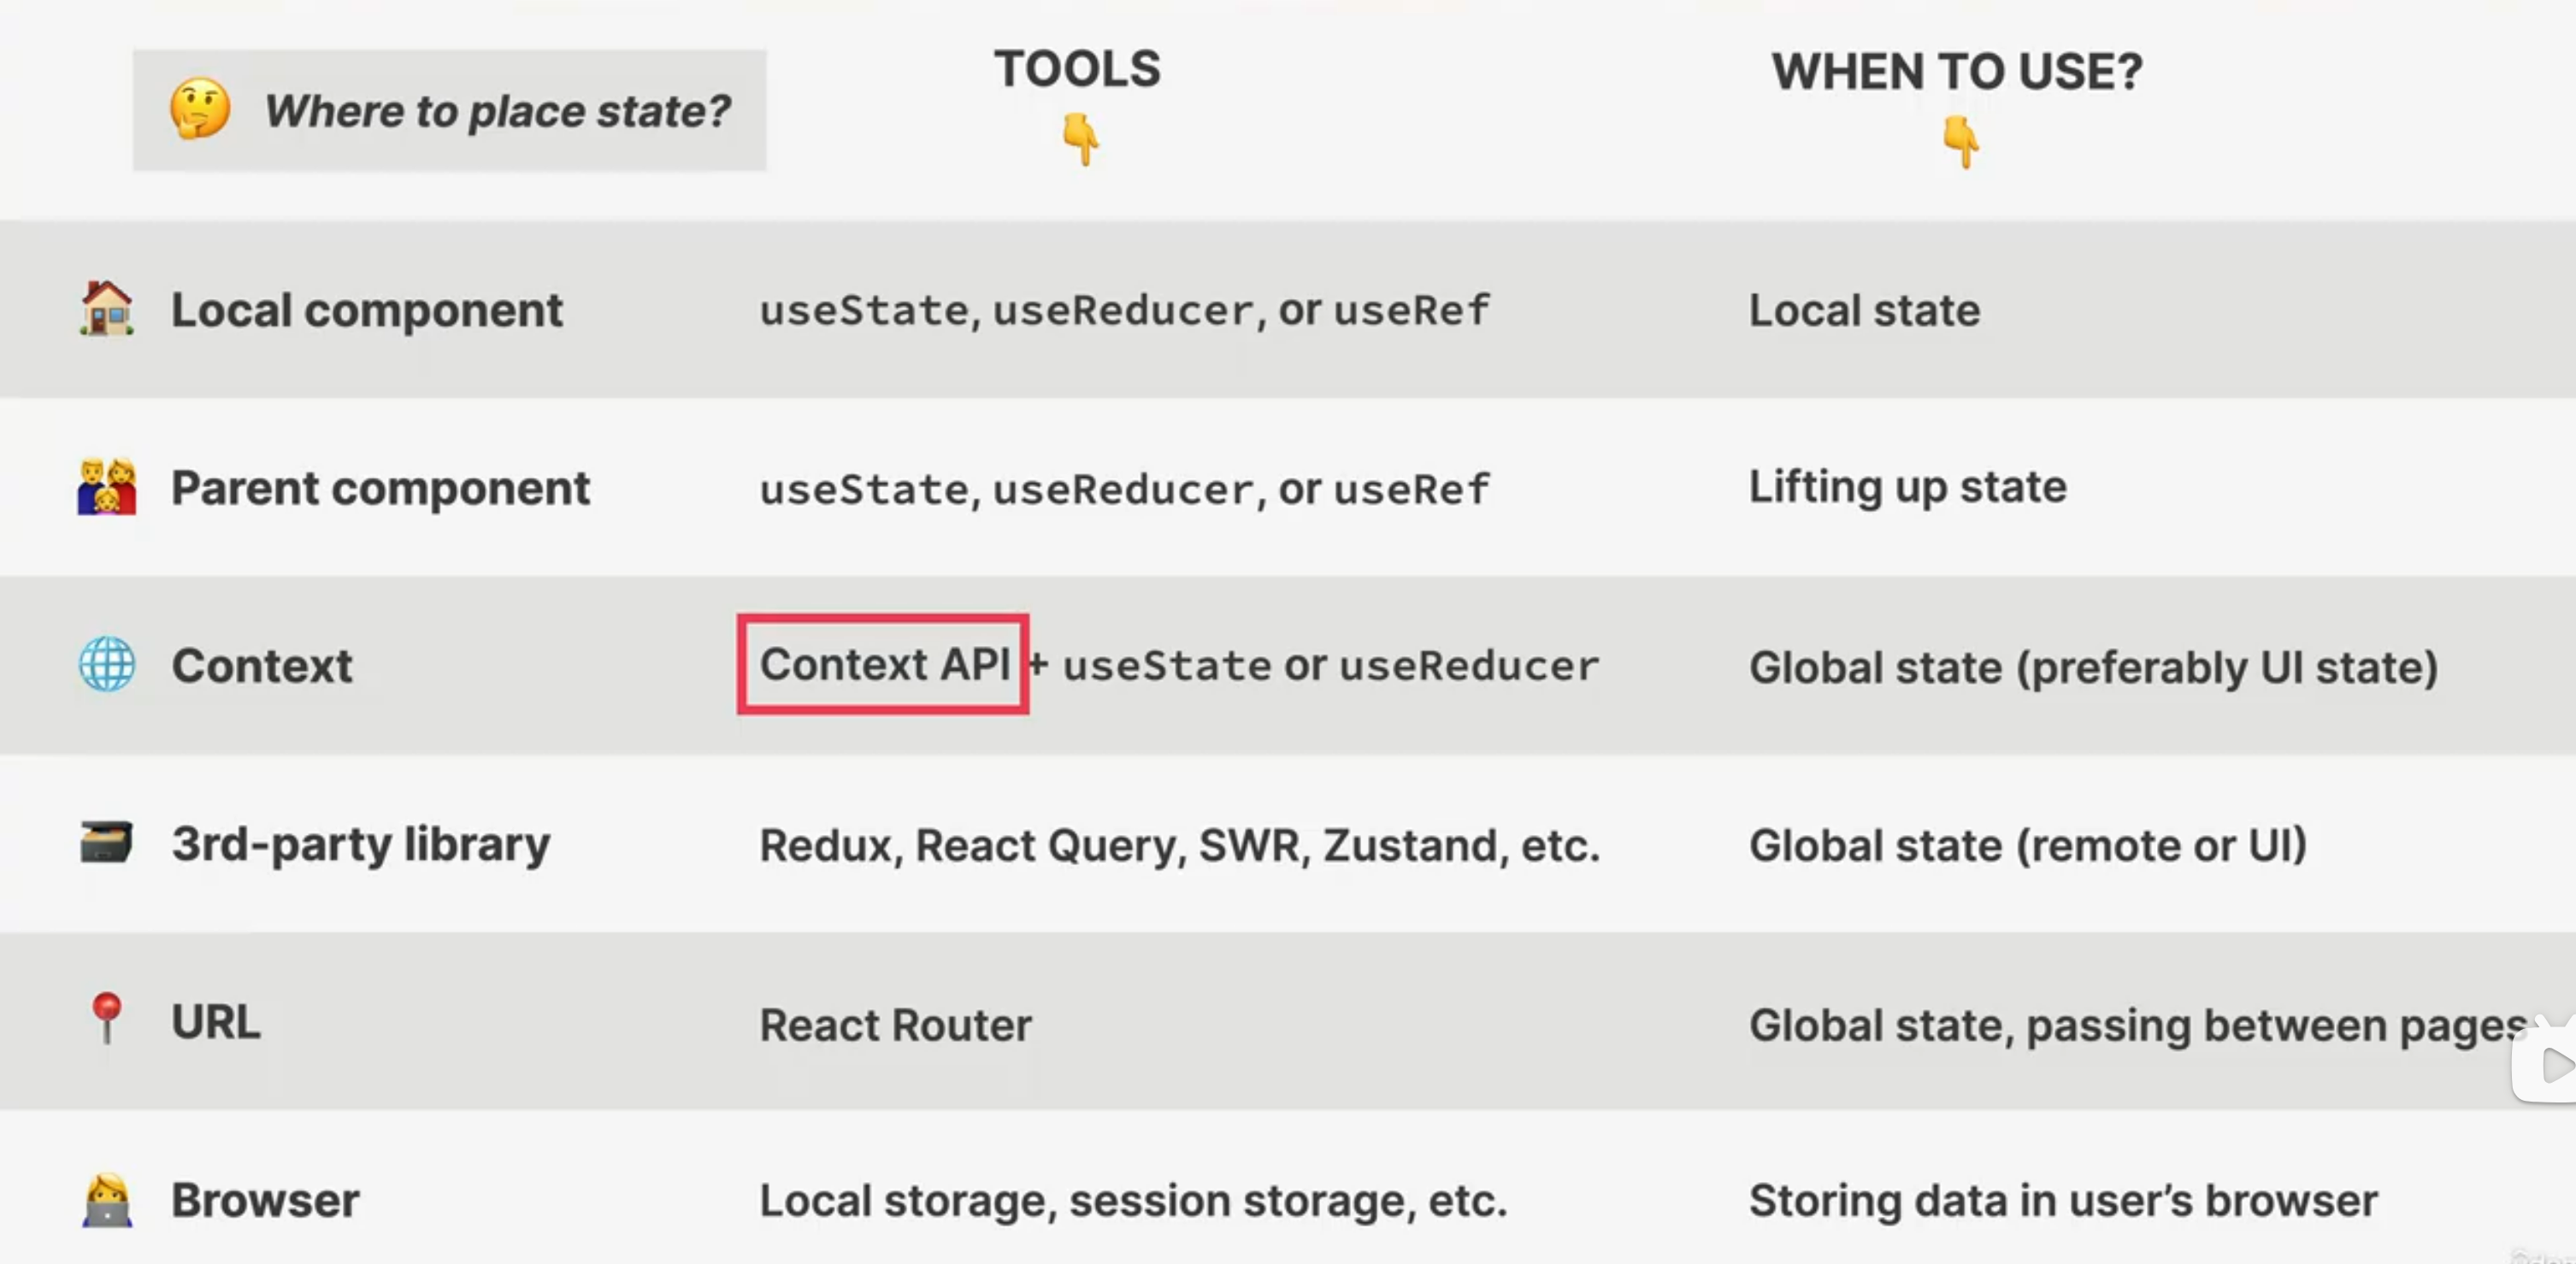 Where to place state?
TOOLS
WHEN TO USE?
Local component
useState, useReducer, or useRef
Local state
Parent component
useState, useReducer, or useRef
Lifting up state
Context
Context API + useState or useReducer
Global state (preferably UI state)
3rd-party library
Redux, React Query, SWR, Zustand, etc.
Global state (remote or UI)
URL
React Router
Global state, passing between pages
Browser
Local storage, session storage, etc.
Storing data in user’s browser